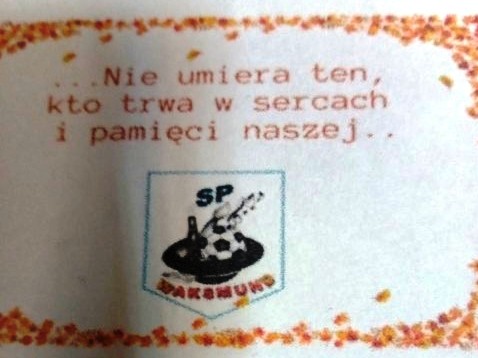 ...Nie umiera ten,
kto trwa w sercach
i pamięci naszej..
SP
WAKSMUND